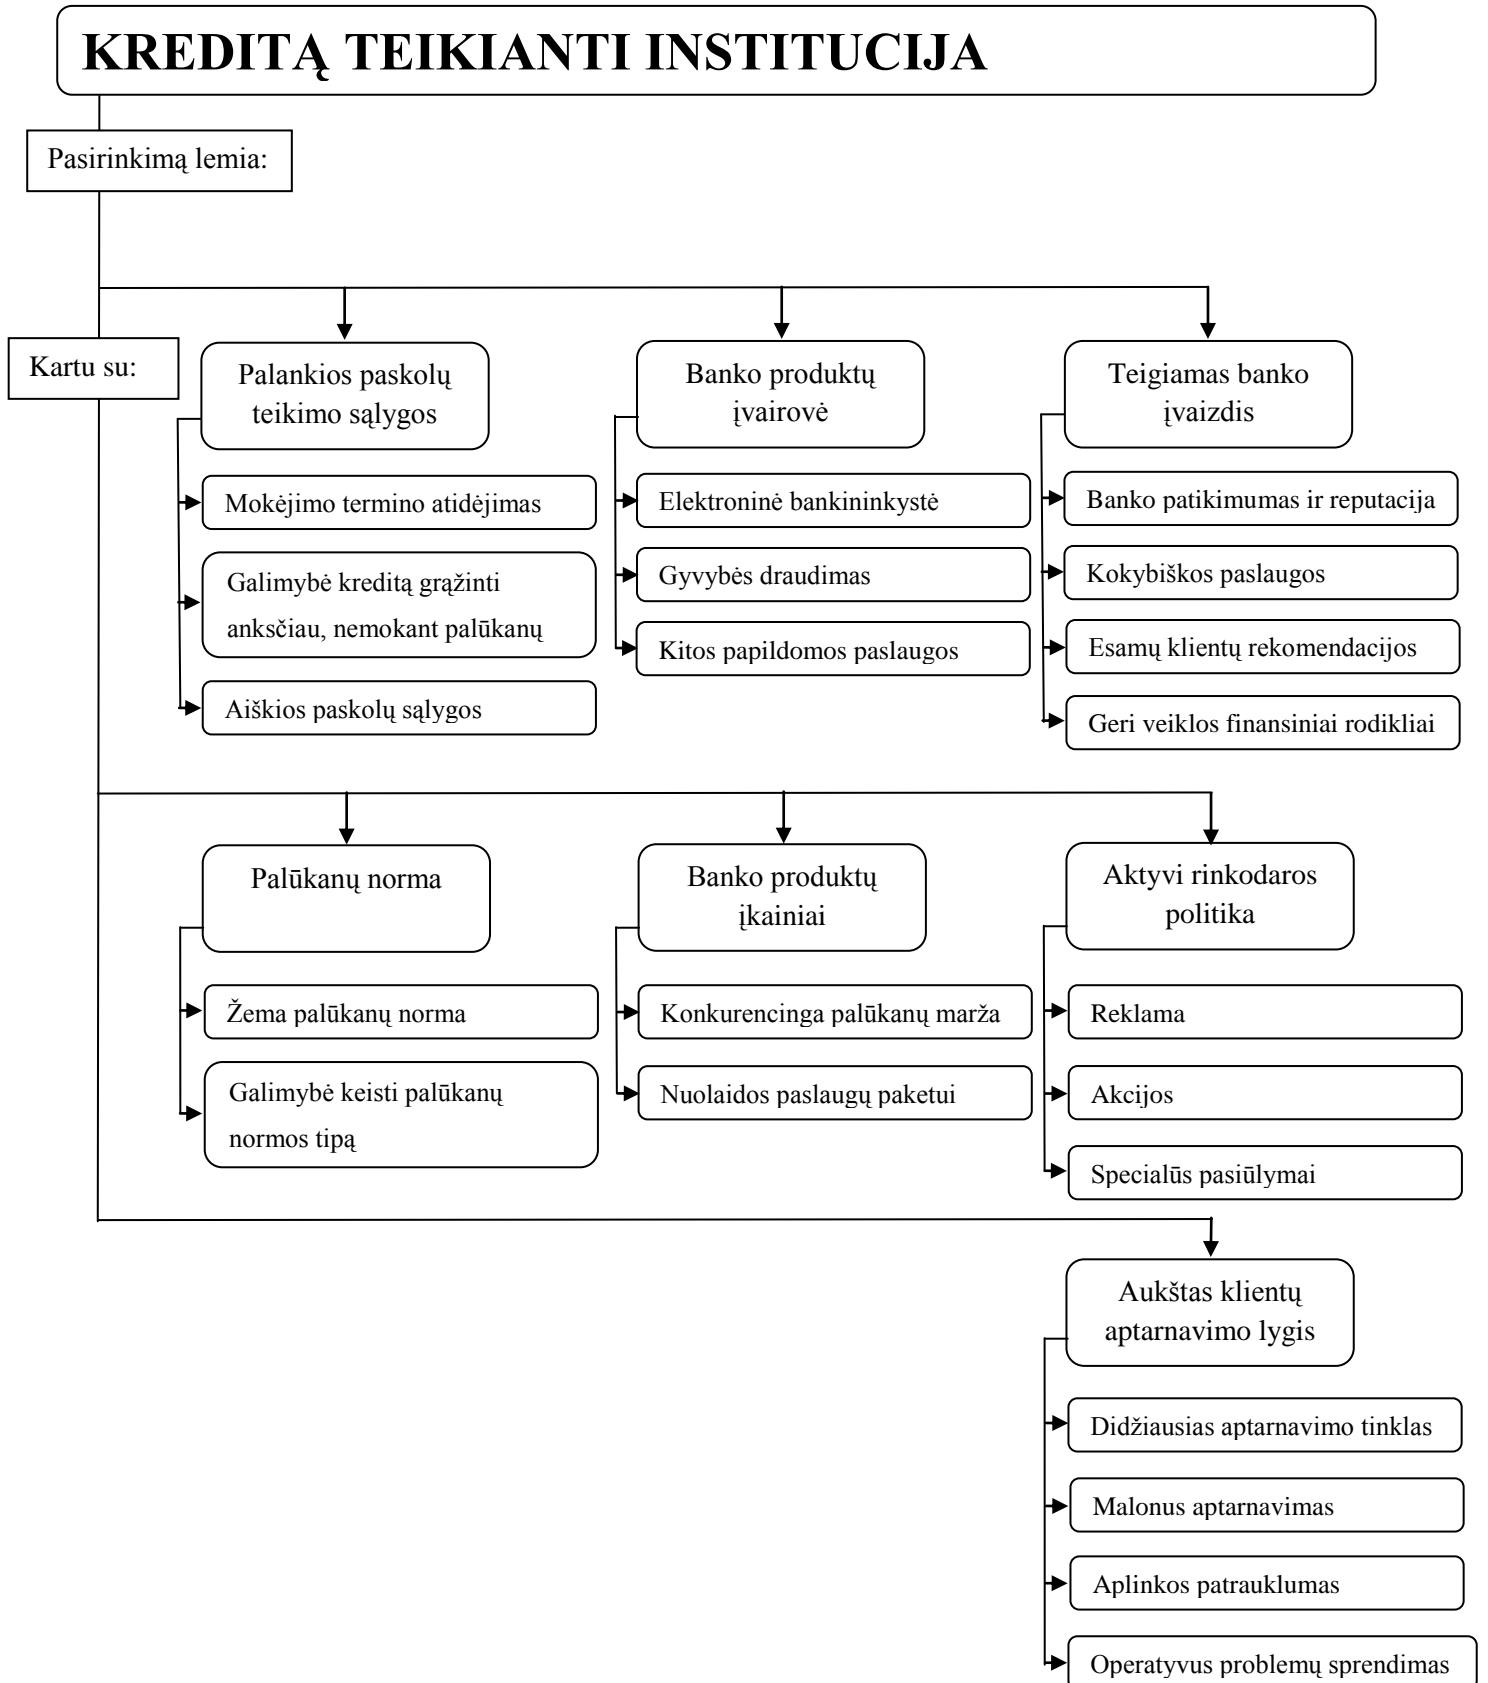 KREDITĄ TEIKIANTI INSTITUCIJA
Pasirinkimą lemia:
Kartu su:
Palankios paskolų
teikimo sąlygos
Mokėjimo termino atidėjimas
Galimybė kreditą grąžinti
anksčiau, nemokant palūkanų
Aiškios paskolų sąlygos
Banko produktų
įvairovė
Elektroninė bankininkystė
Gyvybės draudimas
Kitos papildomos paslaugos
Teigiamas banko
įvaizdis
Banko patikimumas ir reputacija
Kokybiškos paslaugos
Esamų klientų rekomendacijos
Geri veiklos finansiniai rodikliai
Palūkanų norma
Žema palūkanų norma
Galimybė keisti palūkanų
normos tipą
Banko produktų
įkainiai
Konkurencinga palūkanų marža
Nuolaidos paslaugų paketui
Aktyvi rinkodaros
politika
Reklama
Akcijos
Specialūs pasiūlymai
Aukštas klientų
aptarnavimo lygis
Didžiausias aptarnavimo tinklas
Malonus aptarnavimas
Aplinkos patrauklumas
Operatyvus problemų sprendimas